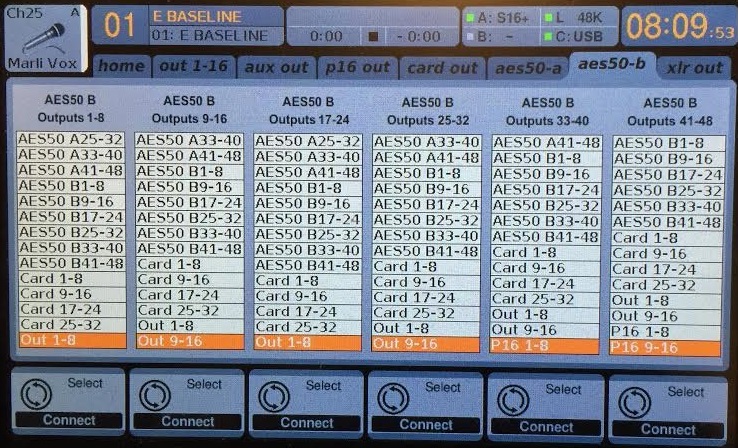 Ch25 A
Marli Vox
01
E BASELINE
01: E BASELINE
0:00
- 0:00
A: S16+
B: –
L 48K
C: USB
08:09:53
home out 1-16 aux out p16 out card out aes50-a aes50-b xlr out
AES50 B
Outputs 1-8
AES50 A25-32
AES50 A33-40
AES50 A41-48
AES50 B1-8
AES50 B9-16
AES50 B17-24
AES50 B25-32
AES50 B33-40
AES50 B41-48
Card 1-8
Card 9-16
Card 17-24
Card 25-32
Out 1-8
AES50 B
Outputs 9-16
AES50 A33-40
AES50 A41-48
AES50 B1-8
AES50 B9-16
AES50 B17-24
AES50 B25-32
AES50 B33-40
AES50 B41-48
Card 1-8
Card 9-16
Card 17-24
Card 25-32
Out 1-8
Out 9-16
AES50 B
Outputs 17-24
AES50 A25-32
AES50 A33-40
AES50 A41-48
AES50 B1-8
AES50 B9-16
AES50 B17-24
AES50 B25-32
AES50 B33-40
AES50 B41-48
Card 1-8
Card 9-16
Card 17-24
Card 25-32
Out 1-8
AES50 B
Outputs 25-32
AES50 A33-40
AES50 A41-48
AES50 B1-8
AES50 B9-16
AES50 B17-24
AES50 B25-32
AES50 B33-40
AES50 B41-48
Card 1-8
Card 9-16
Card 17-24
Card 25-32
Out 1-8
Out 9-16
AES50 B
Outputs 33-40
AES50 A41-48
AES50 B1-8
AES50 B9-16
AES50 B17-24
AES50 B25-32
AES50 B33-40
AES50 B41-48
Card 1-8
Card 9-16
Card 17-24
Card 25-32
Out 1-8
Out 9-16
P16 1-8
AES50 B
Outputs 41-48
AES50 B1-8
AES50 B9-16
AES50 B17-24
AES50 B25-32
AES50 B33-40
AES50 B41-48
Card 1-8
Card 9-16
Card 17-24
Card 25-32
Out 1-8
Out 9-16
P16 1-8
P16 9-16
Select
Connect
Select
Connect
Select
Connect
Select
Connect
Select
Connect
Select
Connect